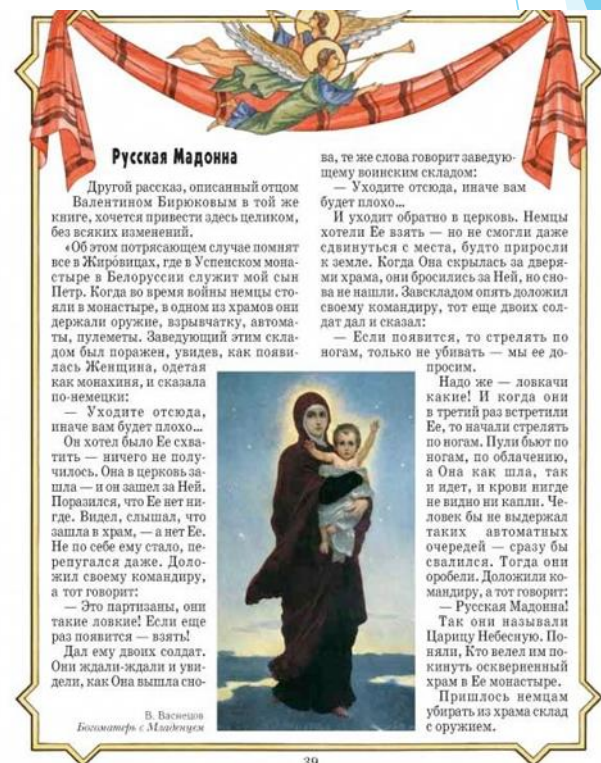 Русская Мадонна
Другой рассказ, описанный отцом
Валентином Бирюковым в той же
книге, хочется привести здесь целиком,
без всяких изменений.
«Об этом потрясающем случае помнят
все в Жиро́вицах, где в Успенском мона-
стыре в Белоруссии служит мой сын
Петр. Когда во время войны немцы сто-
яли в монастыре, в одном из храмов они
держали оружие, взрывчатку, автома-
ты, пулеметы. Заведующий этим скла-
дом был поражен, увидев, как появи-
лась Женщина, одетая
как монахиня, и сказала
по-немецки:
— Уходите отсюда,
иначе вам будет плохо...
Он хотел было Ее схва-
тить — ничего не полу-
чилось. Она в церковь за-
шла — и он зашел за Ней.
Поразился, что Ее нет ни-
где. Видел, слышал, что
зашла в храм, — а нет Ее.
Не по себе ему стало, пе-
репугался даже. Доло-
жил своему командиру,
а тот говорит:
— Это партизаны, они
такие ловкие! Если еще
раз появится — взять!
Дал ему двоих солдат.
Они ждали-ждали и уви-
дели, как Она вышла сно-
В. Васнецов
Богоматерь с Младенцем
ва, те же слова говорит заведую-
щему воинским складом:
— Уходите отсюда, иначе вам
будет плохо...
И уходит обратно в церковь. Немцы
хотели Ее взять — но не смогли даже
сдвинуться с места, будто приросли
к земле. Когда Она скрылась за дверя-
ми храма, они бросились за Ней, но сно-
ва не нашли. Завскладом опять доложил
своему командиру, тот еще двоих сол-
дат дал и сказал:
— Если появится, то стрелять по
ногам, только не убивать — мы ее до-
просим.
Надо же — ловкачи
какие! И когда они
в третий раз встретили
Ее, то начали стрелять
по ногам. Пули бьют по
ногам, по облачению,
а Она как шла, так
и идет, и крови нигде
не видно ни капли. Че-
ловек бы не выдержал
таких автоматных
очередей — сразу бы
свалился. Тогда они
оробели. Доложили ко-
мандиру, а тот говорит:
— Русская Мадонна!
Так они называли
Царицу Небесную. По-
няли, Кто велел им по-
кинуть оскверненный
храм в Ее монастыре.
Пришлось немцам
убирать из храма склад
с оружием.
39